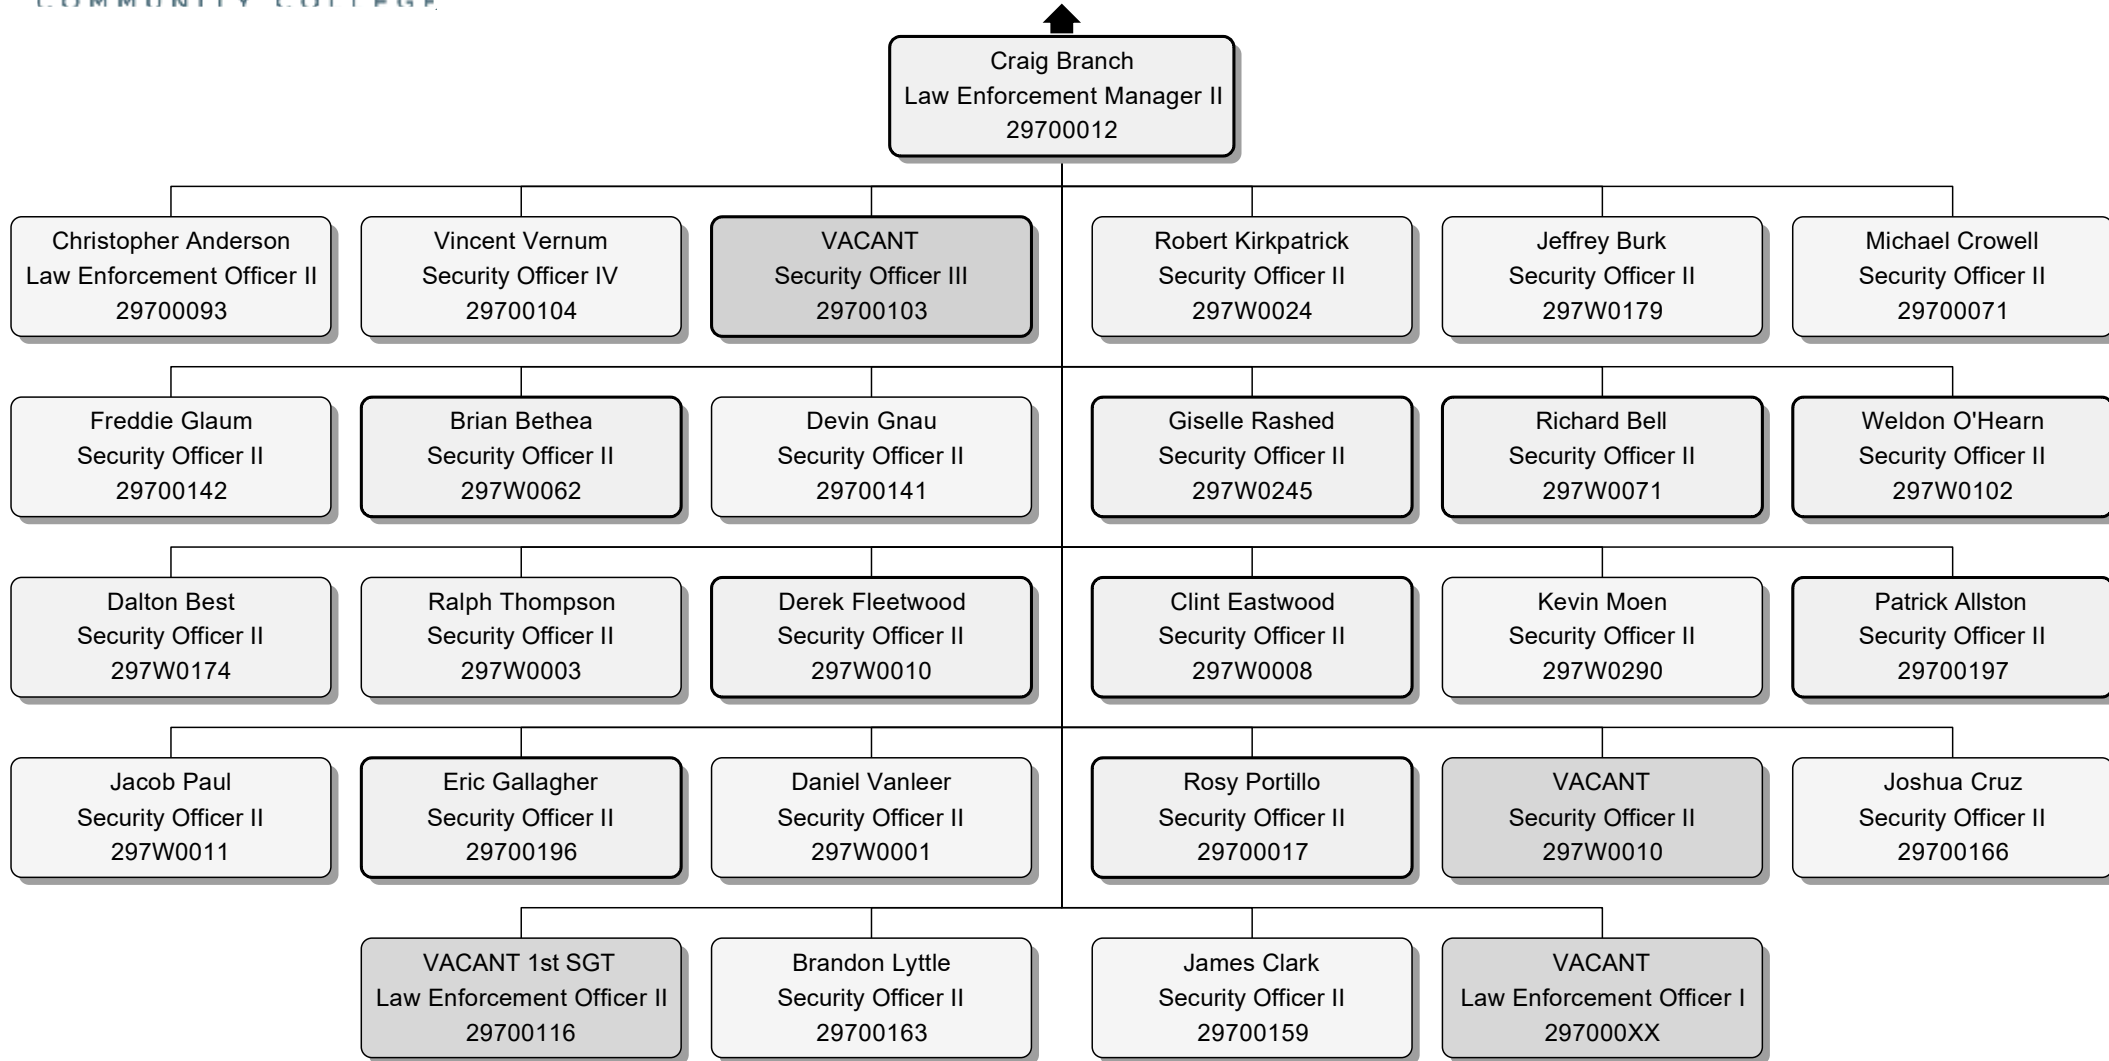 COMMUNITY COLLEGE
Craig Branch
Law Enforcement Manager II
29700012
Christopher Anderson
Law Enforcement Officer II
29700093
Vincent Vernum
Security Officer IV
29700104
VACANT
Security Officer III
29700103
Robert Kirkpatrick
Security Officer II
297W0024
Jeffrey Burk
Security Officer II
297W0179
Michael Crowell
Security Officer II
29700071
Freddie Glaum
Security Officer II
29700142
Brian Bethea
Security Officer II
297W0062
Devin Gnau
Security Officer II
29700141
Giselle Rashed
Security Officer II
297W0245
Richard Bell
Security Officer II
297W0071
Weldon O'Hearn
Security Officer II
297W0102
Dalton Best
Security Officer II
297W0174
Ralph Thompson
Security Officer II
297W0003
Derek Fleetwood
Security Officer II
297W0010
Clint Eastwood
Security Officer II
297W0008
Kevin Moen
Security Officer II
297W0290
Patrick Allston
Security Officer II
29700197
Jacob Paul
Security Officer II
297W0011
Eric Gallagher
Security Officer II
29700196
Daniel Vanleer
Security Officer II
297W0001
Rosy Portillo
Security Officer II
29700017
VACANT
Security Officer II
297W0010
Joshua Cruz
Security Officer II
29700166
VACANT 1st SGT
Law Enforcement Officer II
29700116
Brandon Lyttle
Security Officer II
29700163
James Clark
Security Officer II
29700159
VACANT
Law Enforcement Officer I
297000XX